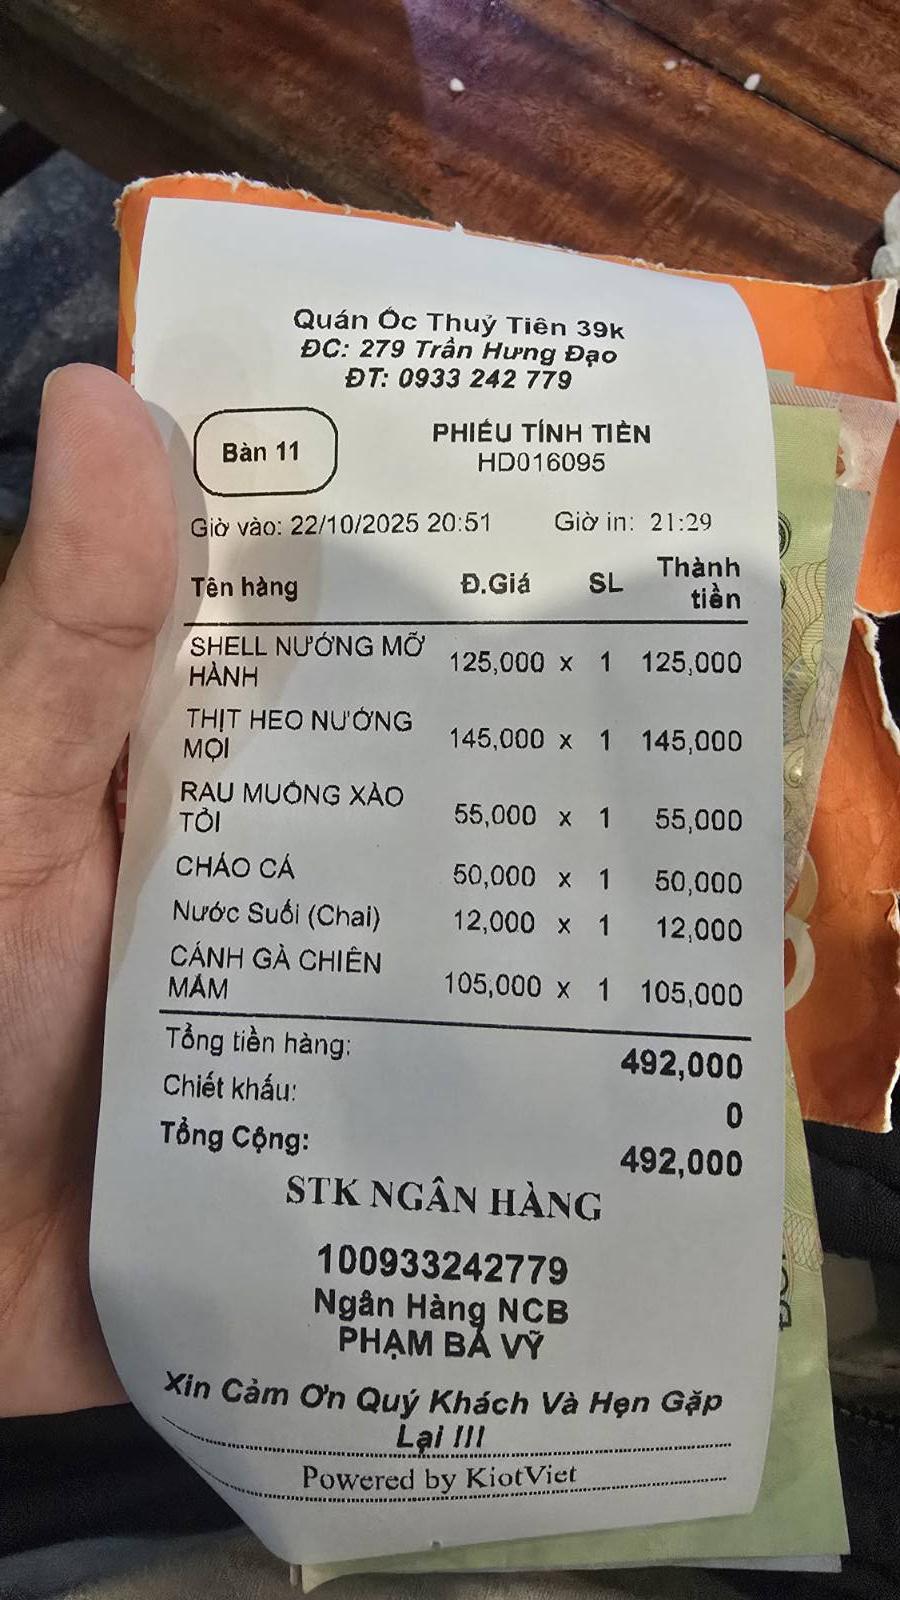 Quán Ốc Thuỷ Tiên 39k
ĐC: 279 Trần Hưng Đạo
ĐT: 0933 242 779
Bàn 11
PHIẾU TÍNH TIỀN
HD016095
Giờ vào: 22/10/2025 20:51 Giờ in: 21:29
Tên hàng Đ.Giá SL Thành
tiền
SHELL NƯỚNG MỠ
HÀNH 125,000 x 1 125,000
THỊT HEO NƯỚNG
MỌI 145,000 x 1 145,000
RAU MUỐNG XÀO
TỎI 55,000 x 1 55,000
CHÁO CÁ 50,000 x 1 50,000
Nước Suối (Chai) 12,000 x 1 12,000
CÁNH GÀ CHIÊN
MẮM 105,000 x 1 105,000
Tổng tiền hàng: 492,000
Chiết khấu: 0
Tổng Cộng: 492,000
STK NGÂN HÀNG
100933242779
Ngân Hàng NCB
PHẠM BÁ VỸ
Xin Cảm Ơn Quý Khách Và Hẹn Gặp
Lại !!!
Powered by KiotViet